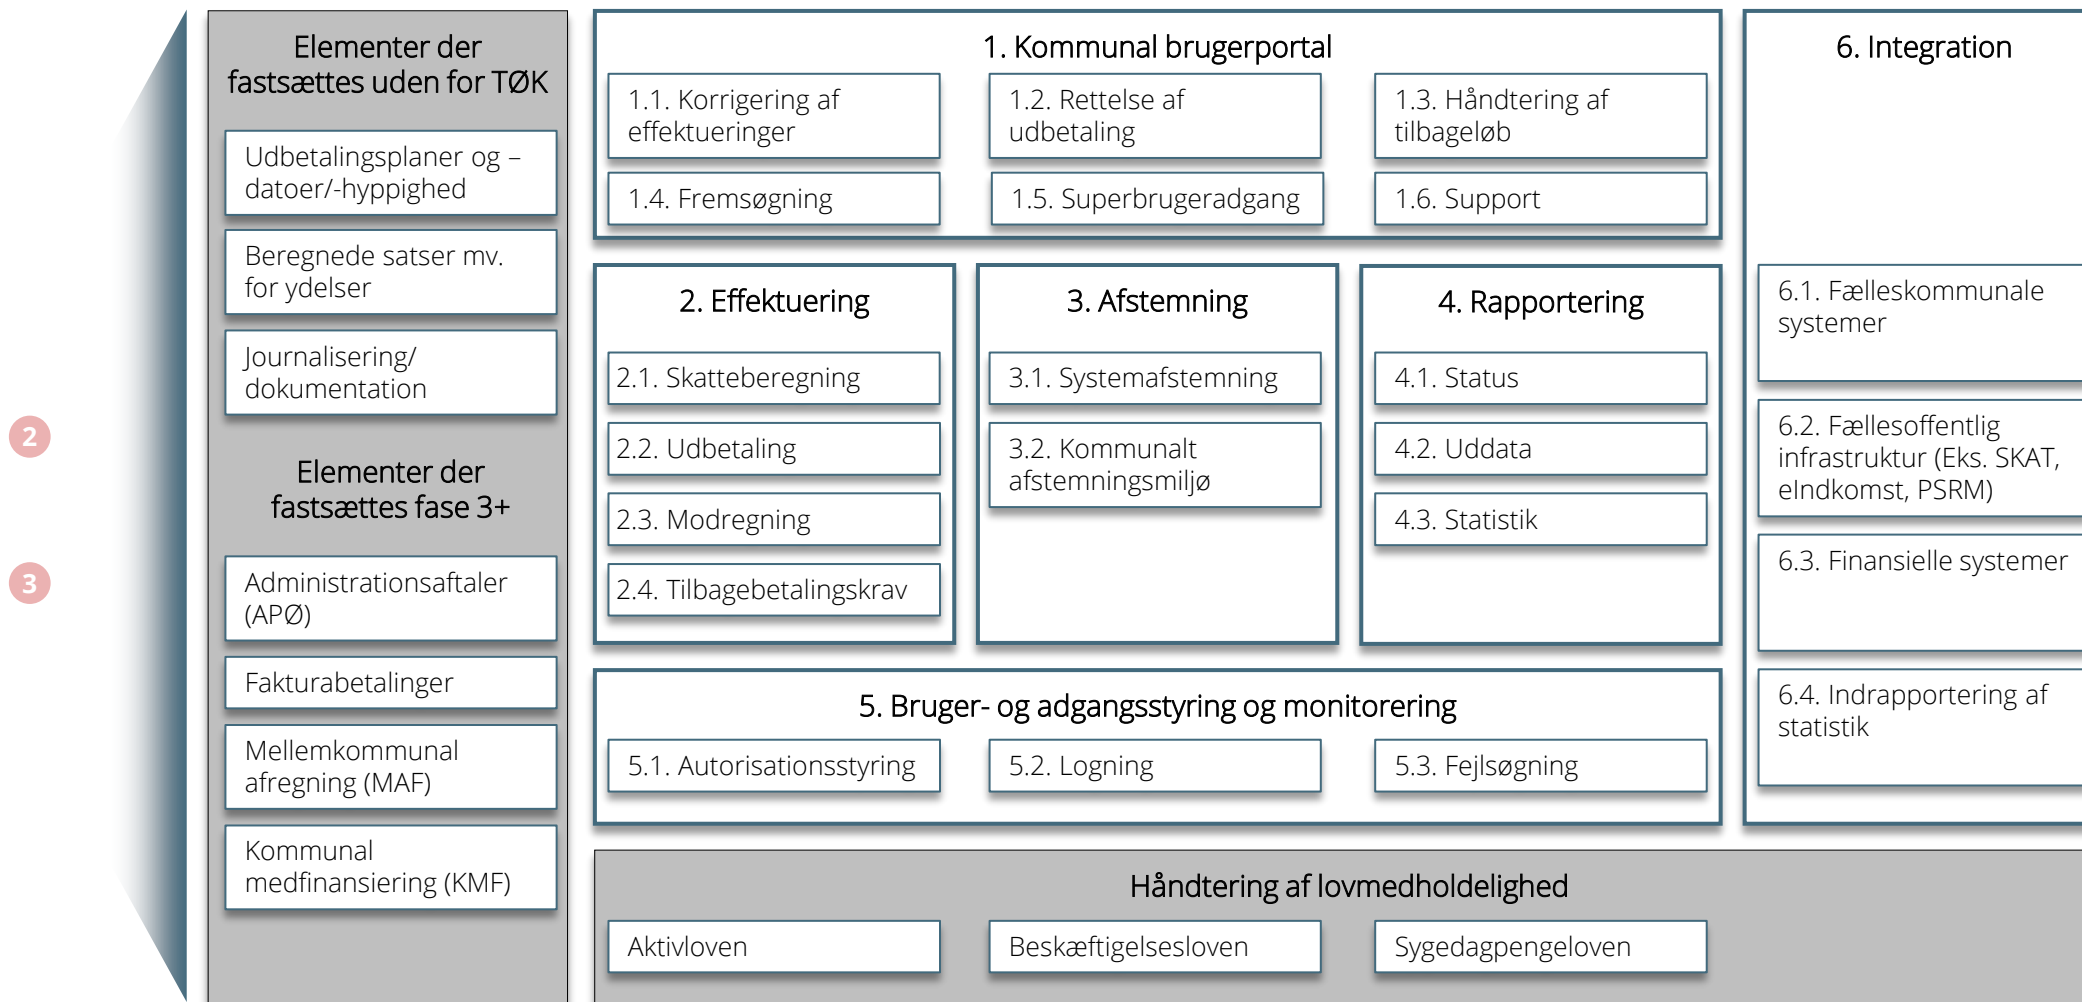 2
3
Elementer der
fastsættes uden for TØK
Udbetalingsplaner og –
datoer/-hyppighed
Beregnede satser mv.
for ydelser
Journalisering/
dokumentation
Elementer der
fastsættes fase 3+
Administrationsaftaler
(APØ)
Fakturabetalinger
Mellemkommunal
afregning (MAF)
Kommunal
medfinansiering (KMF)
1. Kommunal brugerportal
1.1. Korrigering af
effektueringer
1.2. Rettelse af
udbetaling
1.3. Håndtering af
tilbageløb
1.4. Fremsøgning
1.5. Superbrugeradgang
1.6. Support
2. Effektuering
2.1. Skatteberegning
2.2. Udbetaling
2.3. Modregning
2.4. Tilbagebetalingskrav
3. Afstemning
3.1. Systemafstemning
3.2. Kommunalt
afstemningsmiljø
4. Rapportering
4.1. Status
4.2. Uddata
4.3. Statistik
5. Bruger- og adgangsstyring og monitorering
5.1. Autorisationsstyring
5.2. Logning
5.3. Fejlsøgning
6. Integration
6.1. Fælleskommunale
systemer
6.2. Fællesoffentlig
infrastruktur (Eks. SKAT,
eIndkomst, PSRM)
6.3. Finansielle systemer
6.4. Indrapportering af
statistik
Håndtering af lovmedholdelighed
Aktivloven
Beskæftigelsesloven
Sygedagpengeloven